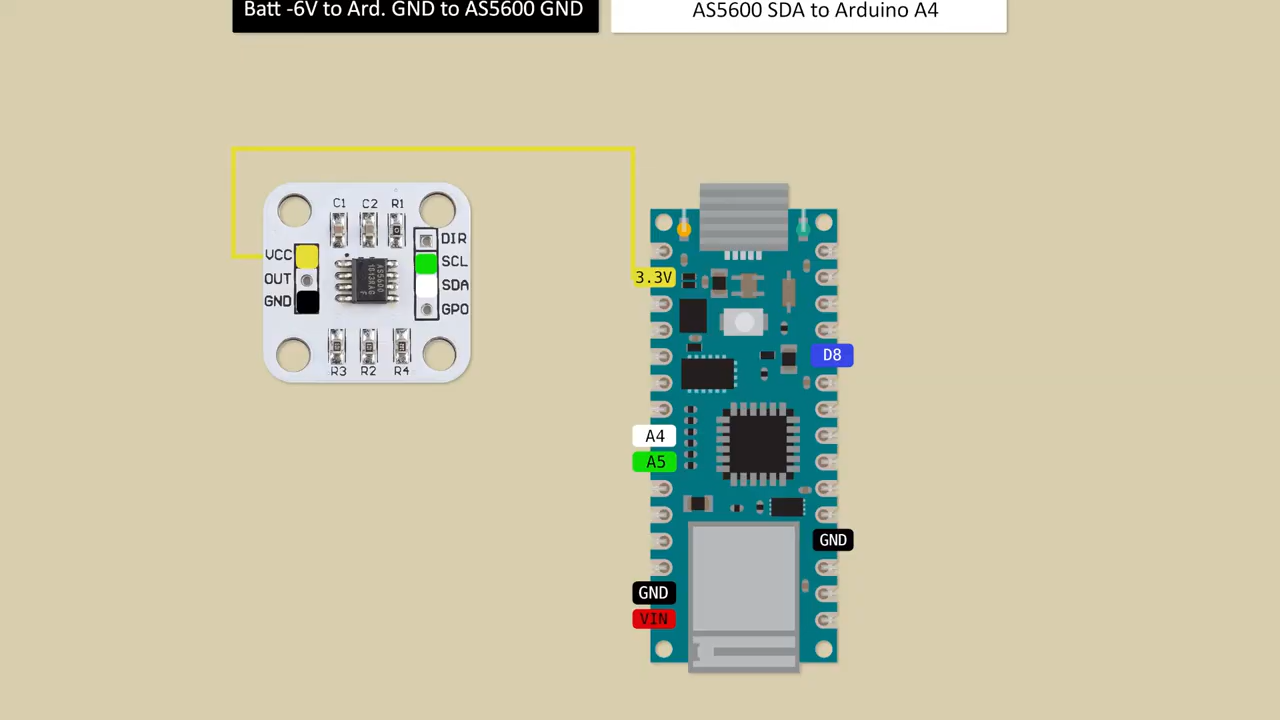 Batt -6V to Ard. GND to AS5600 GND
AS5600 SDA to Arduino A4
C1 C2 R1
DIR
VCC
SCL
OUT
SDA
GND
GPO
AS5600
R3 R2 R4
3.3V
D8
A4
A5
GND
GND
VIN